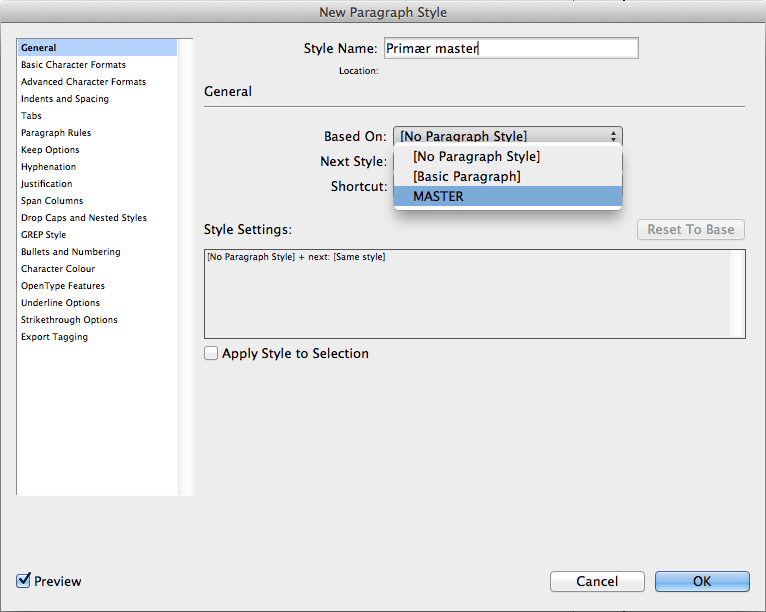 New Paragraph Style
General
Basic Character Formats
Advanced Character Formats
Indents and Spacing
Tabs
Paragraph Rules
Keep Options
Hyphenation
Justification
Span Columns
Drop Caps and Nested Styles
GREP Style
Bullets and Numbering
Character Colour
OpenType Features
Underline Options
Strikethrough Options
Export Tagging
Style Name: Primær master
Location:
General
Based On: [No Paragraph Style]
Next Style:
Shortcut:
[No Paragraph Style]
[Basic Paragraph]
MASTER
Style Settings:
Reset To Base
[No Paragraph Style] + next: [Same style]
Apply Style to Selection
Preview
Cancel
OK